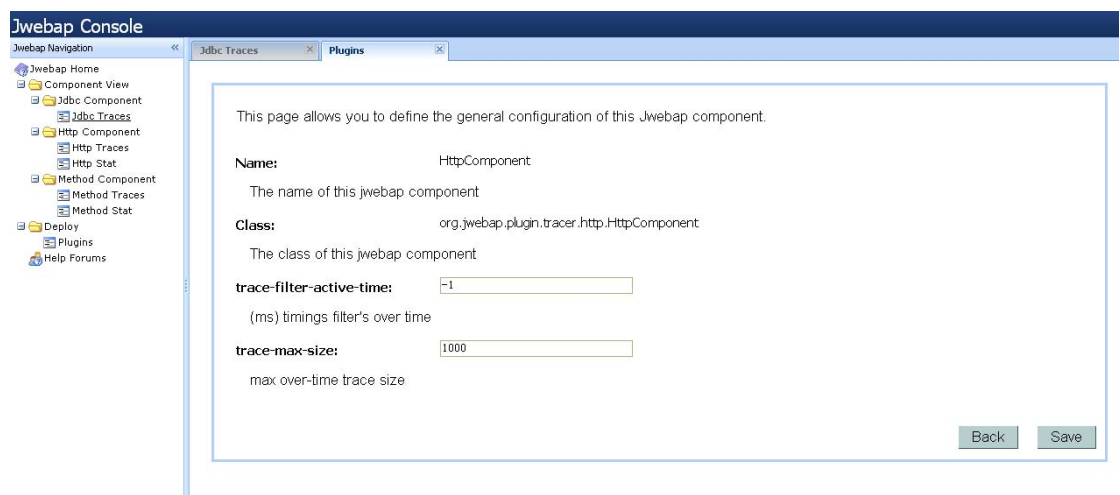 Jwebap Console
Jwebap Navigation «
Jdbc Traces × Plugins ×
Jwebap Home
Component View
Jdbc Component
Jdbc Traces
Http Component
Http Traces
Http Stat
Method Component
Method Traces
Method Stat
Deploy
Plugins
Help Forums
This page allows you to define the general configuration of this Jwebap component.
Name: HttpComponent
The name of this jwebap component
Class: org.jwebap.plugin.tracer.http.HttpComponent
The class of this jwebap component
trace-filter-active-time: -1
(ms) timings filter's over time
trace-max-size: 1000
max over-time trace size
Back Save